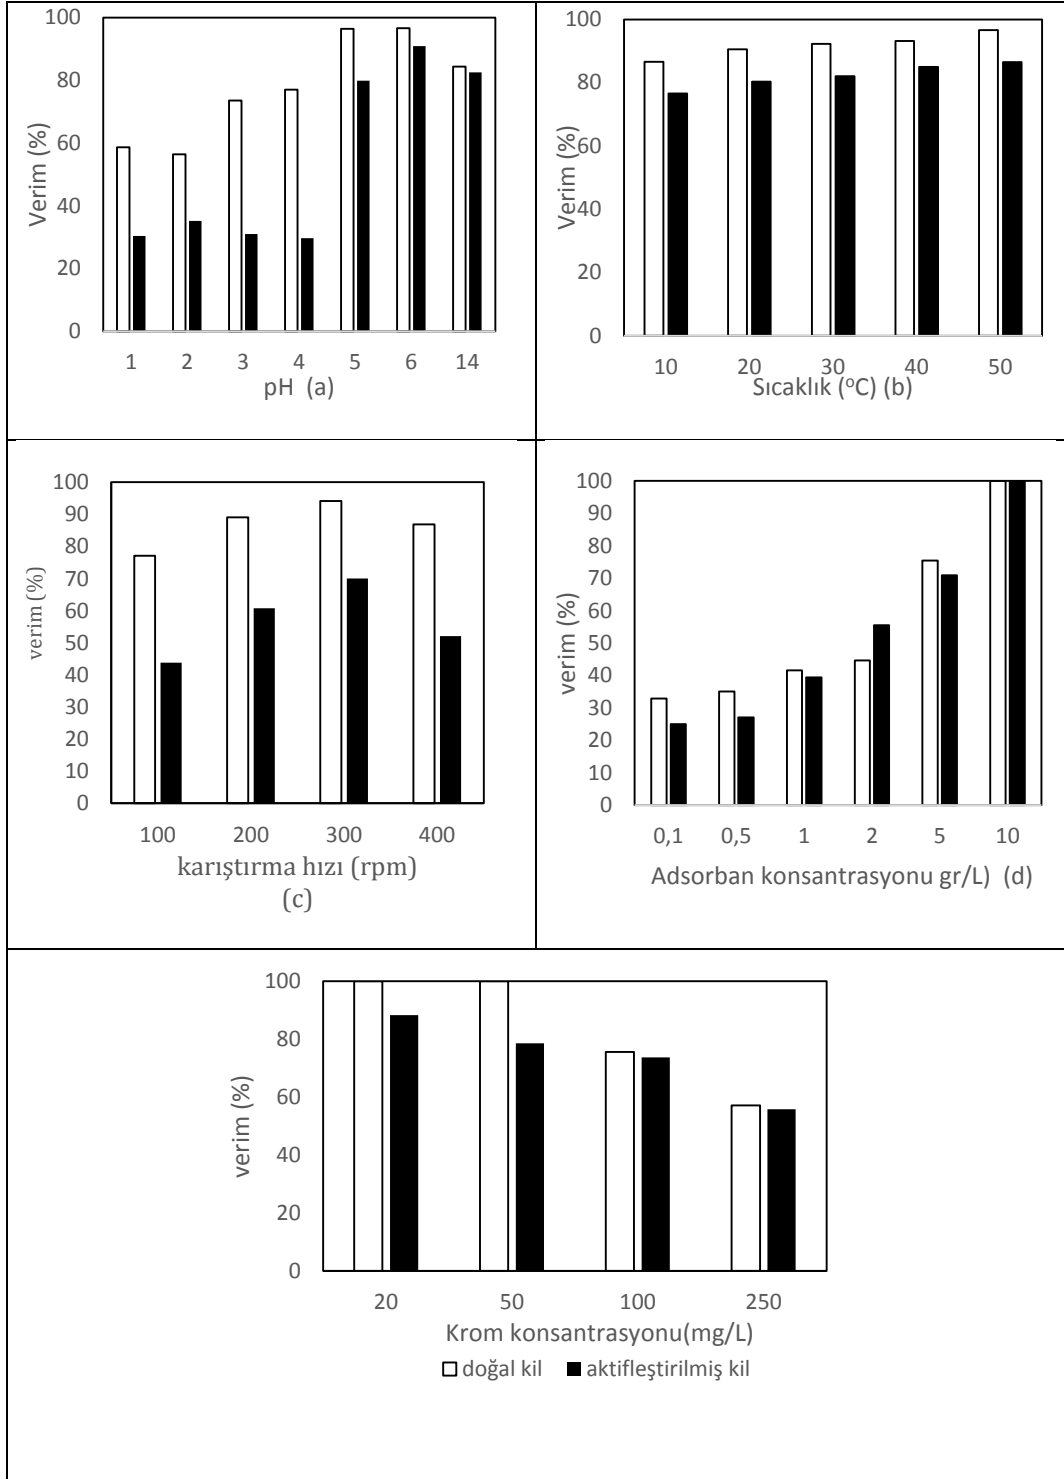 100
80
60
40
20
0
Verim (%)
1 2 3 4 5 6 14
pH (a)
100
80
60
40
20
0
Verim (%)
10 20 30 40 50
Sıcaklık (°C) (b)
100
90
80
70
60
50
40
30
20
10
0
verim (%)
100 200 300 400
karıştırma hızı (rpm)
(c)
100
90
80
70
60
50
40
30
20
10
0
verim (%)
0,1 0,5 1 2 5 10
Adsorban konsantrasyonu gr/L) (d)
100
80
60
40
20
0
verim (%)
20 50 100 250
Krom konsantrasyonu(mg/L)
doğal kil aktifleştirilmiş kil